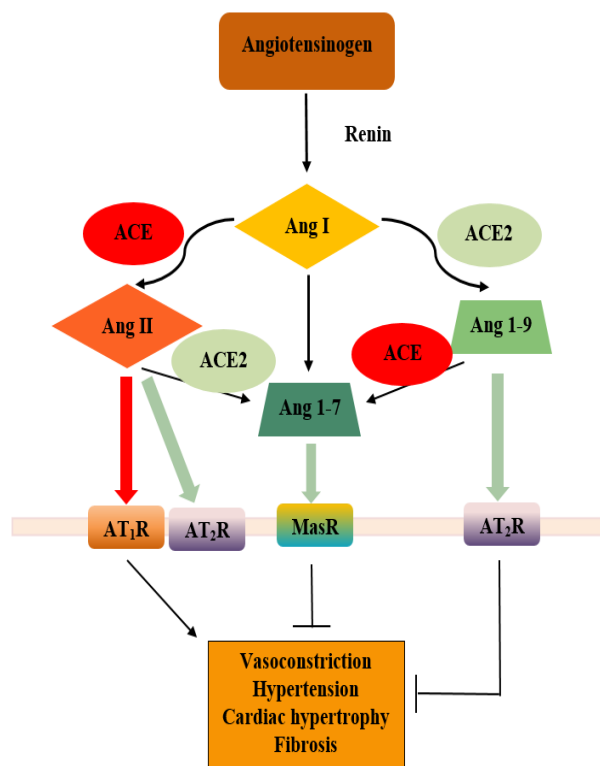 Angiotensinogen
Renin
ACE
Ang I
ACE2
Ang II
Ang 1-9
ACE2
ACE
Ang 1-7
AT₁R
AT₂R
MasR
AT₂R
Vasoconstriction
Hypertension
Cardiac hypertrophy
Fibrosis